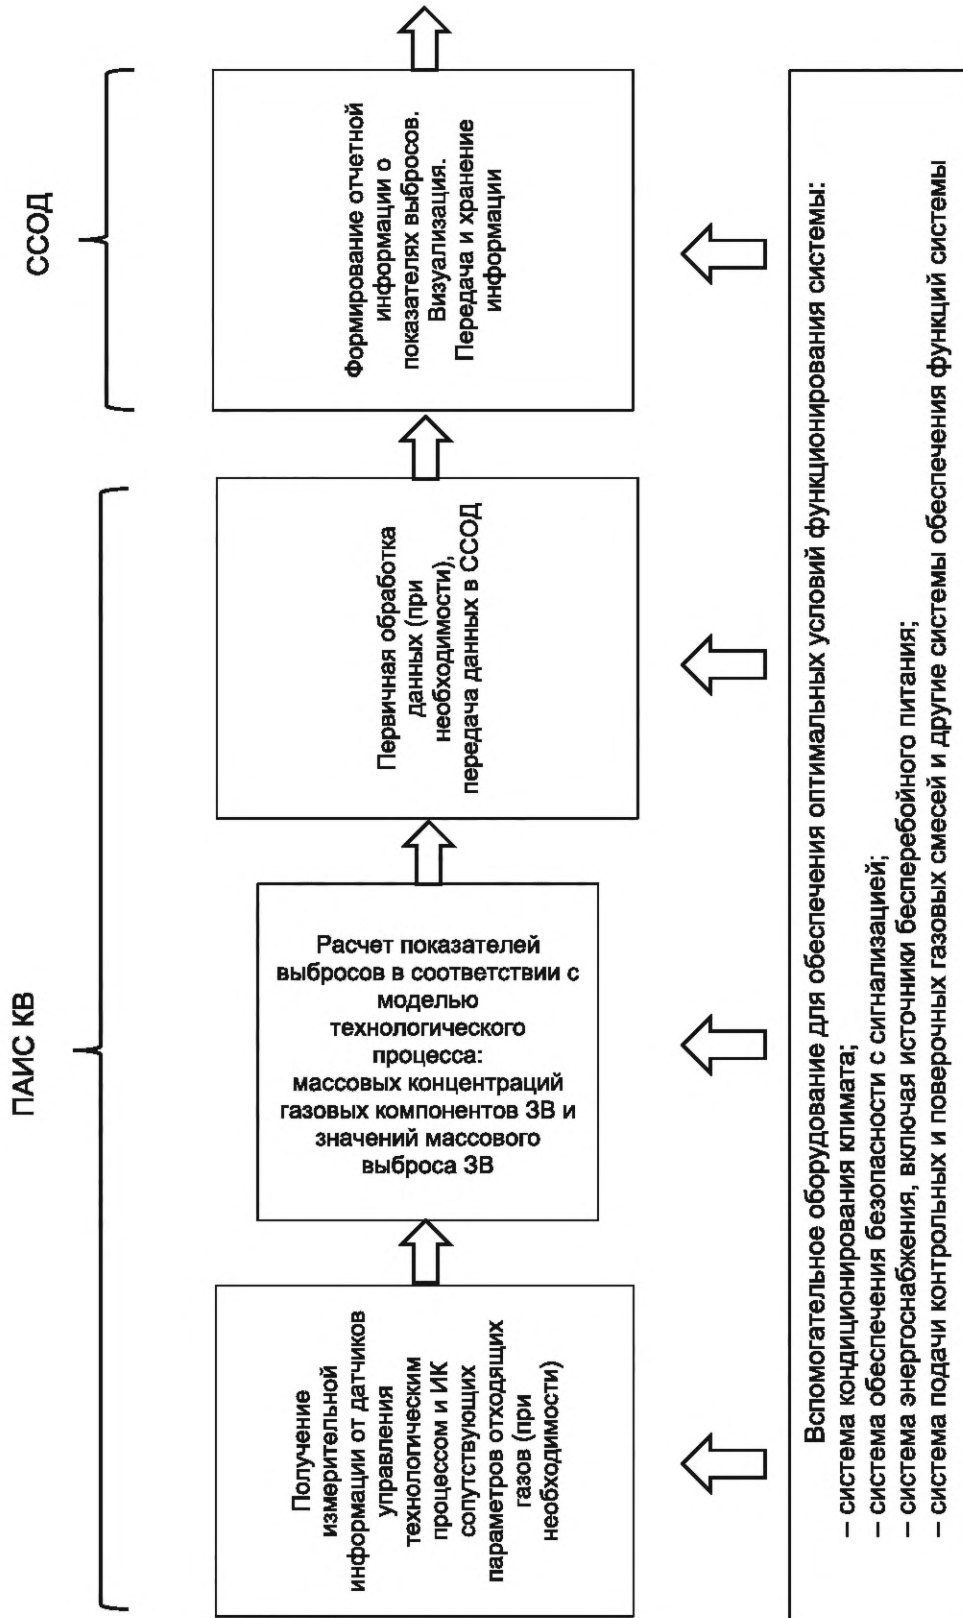 ПАИС КВ
ССОД
Получение
измерительной
информации от датчиков
управления
технологическим
процессом и ИК
сопутствующих
параметров отходящих
газов (при
необходимости)
Расчет показателей
выбросов в соответствии с
моделью
технологического
процесса:
массовых концентраций
газовых компонентов ЗВ и
значений массового
выброса ЗВ
Первичная обработка
данных (при
необходимости),
передача данных в ССОД
Формирование отчетной
информации о
показателях выбросов.
Визуализация.
Передача и хранение
информации
Вспомогательное оборудование для обеспечения оптимальных условий функционирования системы:
– система кондиционирования климата;
– система обеспечения безопасности с сигнализацией;
– система энергоснабжения, включая источники бесперебойного питания;
– система подачи контрольных и поверочных газовых смесей и другие системы обеспечения функций системы